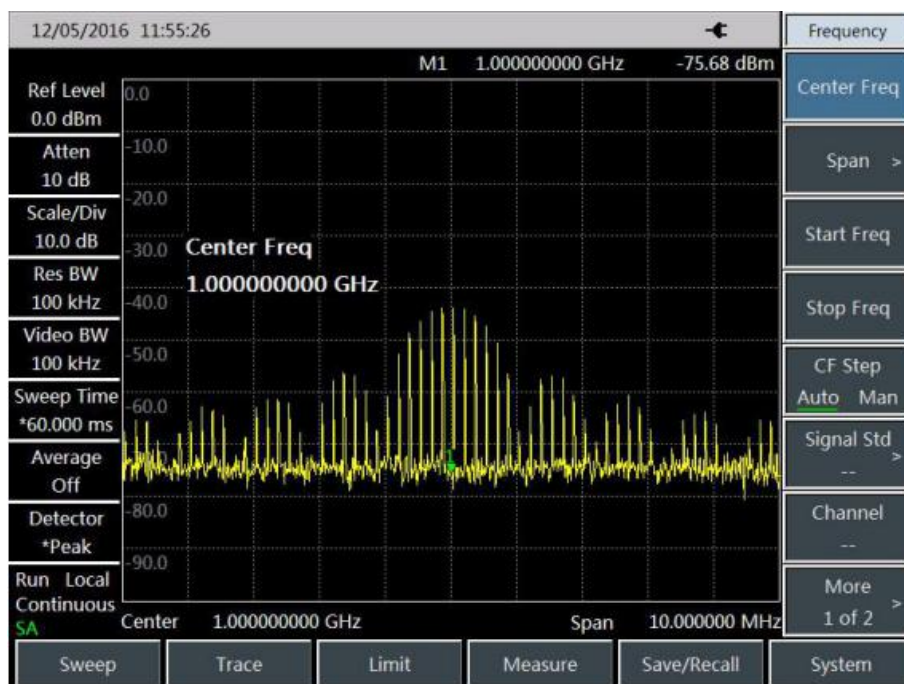 12/05/2016 11:55:26
Frequency
M1 1.000000000 GHz -75.68 dBm
Ref Level
0.0 dBm
Atten
10 dB
Scale/Div
10.0 dB
Res BW
100 kHz
Video BW
100 kHz
Sweep Time
*60.000 ms
Average
Off
Detector
*Peak
Run Local
Continuous
SA
0.0
-10.0
-20.0
-30.0
-40.0
-50.0
-60.0
-80.0
-90.0
Center Freq
1.000000000 GHz
1
Center 1.000000000 GHz Span 10.000000 MHz
Center Freq
Span >
Start Freq
Stop Freq
CF Step
Auto Man
Signal Std >
--
Channel
--
More >
1 of 2
Sweep Trace Limit Measure Save/Recall System